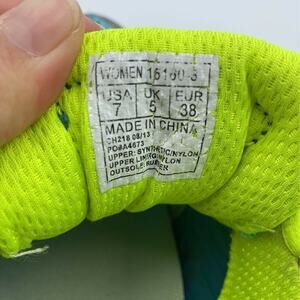 WOMEN 15160-S
USA UK EUR
7 5 38
MADE IN CHINA
CH218 08/13
PO#A4673
UPPER: SYNTHETIC/NYLON
UPPER LINING:NYLON
OUTSOLE: RUBBER